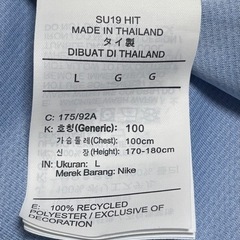 SU19 HIT
MADE IN THAILAND
タイ製
DIBUAT DI THAILAND
L G G
C: 175/92A
K: 호칭(Generic): 100
가슴둘레(Chest): 100cm
신 장(Height): 170-180cm
IN: Ukuran: L
Merek Barang: Nike
E: 100% RECYCLED
POLYESTER / EXCLUSIVE OF
DECORATION